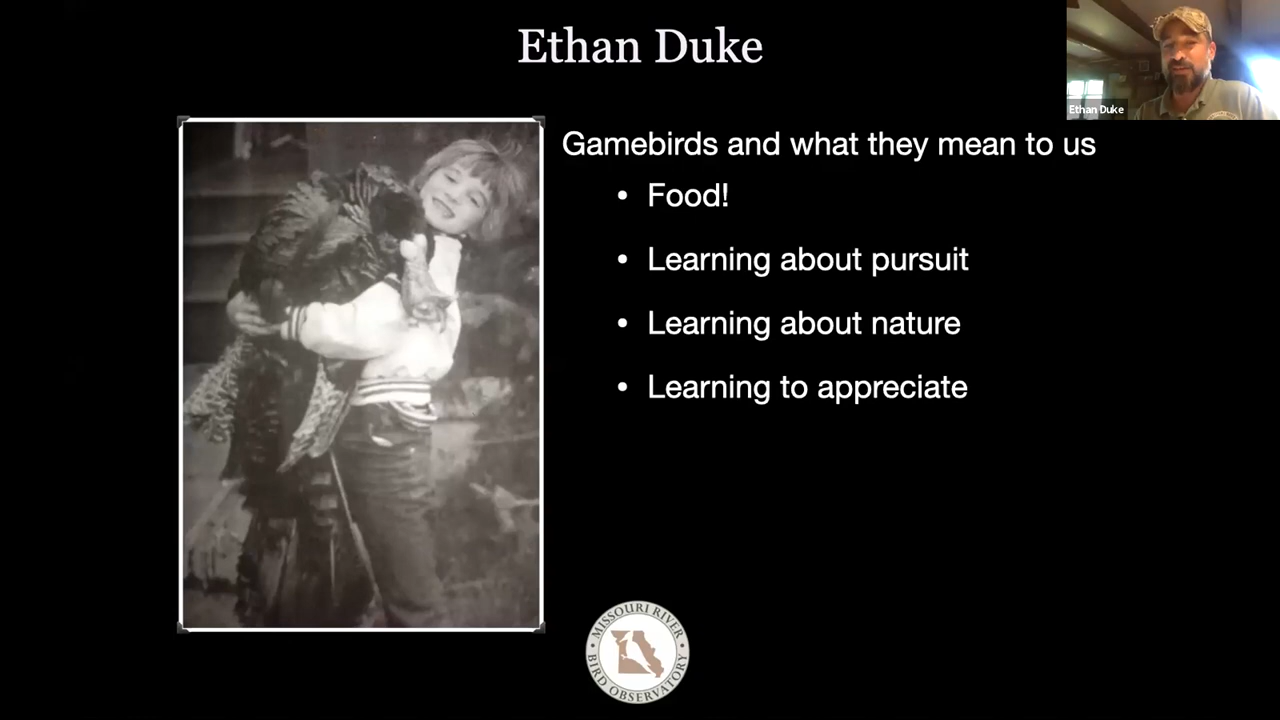 Ethan Duke
Ethan Duke
Gamebirds and what they mean to us
• Food!
• Learning about pursuit
• Learning about nature
• Learning to appreciate
MISSOURI RIVER
BIRD OBSERVATORY